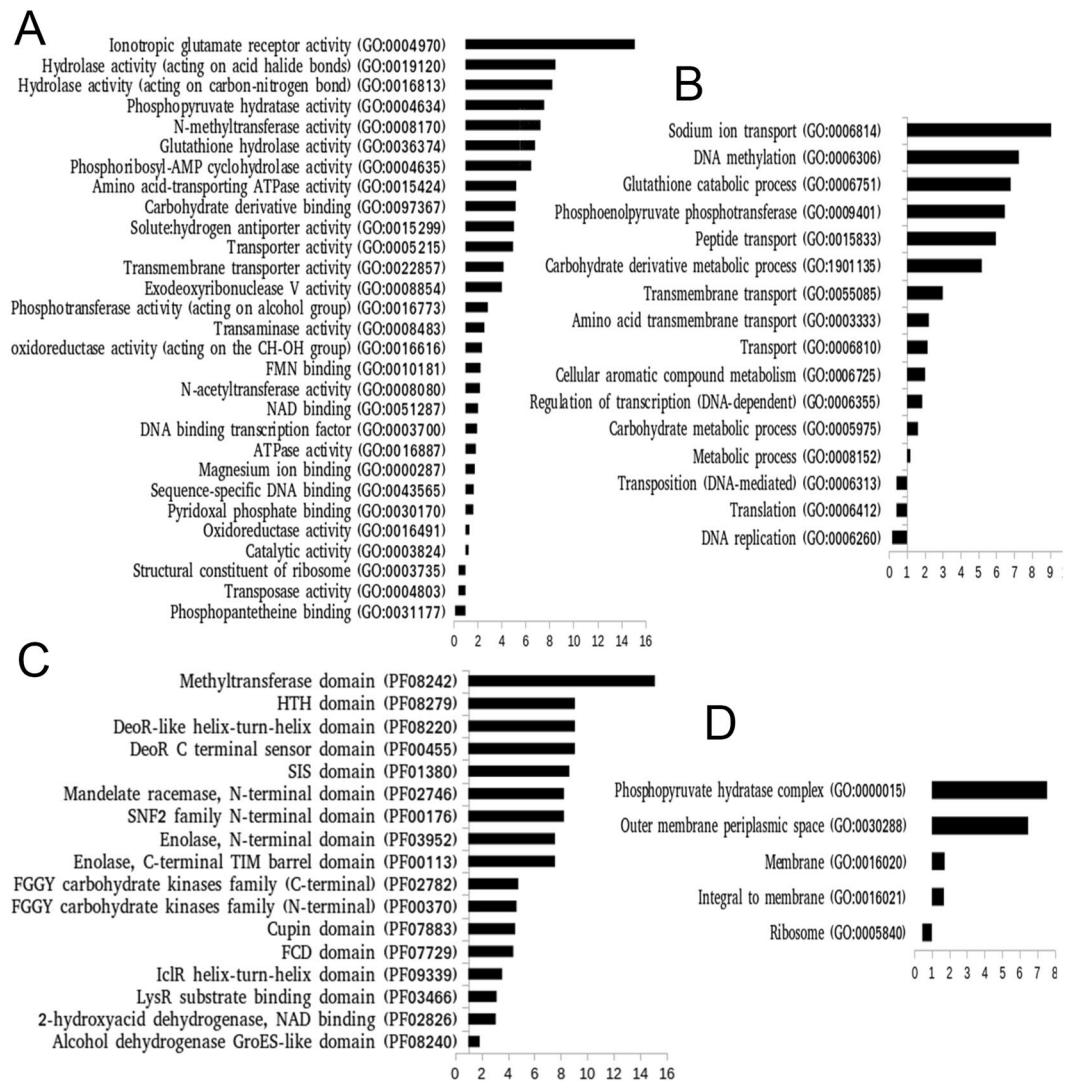 A
Ionotropic glutamate receptor activity (GO:0004970)
Hydrolase activity (acting on acid halide bonds) (GO:0019120)
Hydrolase activity (acting on carbon-nitrogen bond) (GO:0016813)
Phosphopyruvate hydratase activity (GO:0004634)
N-methyltransferase activity (GO:0008170)
Glutathione hydrolase activity (GO:0036374)
Phosphoribosyl-AMP cyclohydrolase activity (GO:0004635)
Amino acid-transporting ATPase activity (GO:0015424)
Carbohydrate derivative binding (GO:0097367)
Solute:hydrogen antiporter activity (GO:0015299)
Transporter activity (GO:0005215)
Transmembrane transporter activity (GO:0022857)
Exodeoxyribonuclease V activity (GO:0008854)
Phosphotransferase activity (acting on alcohol group) (GO:0016773)
Transaminase activity (GO:0008483)
oxidoreductase activity (acting on the CH-OH group) (GO:0016616)
FMN binding (GO:0010181)
N-acetyltransferase activity (GO:0008080)
NAD binding (GO:0051287)
DNA binding transcription factor (GO:0003700)
ATPase activity (GO:0016887)
Magnesium ion binding (GO:0000287)
Sequence-specific DNA binding (GO:0043565)
Pyridoxal phosphate binding (GO:0030170)
Oxidoreductase activity (GO:0016491)
Catalytic activity (GO:0003824)
Structural constituent of ribosome (GO:0003735)
Transposase activity (GO:0004803)
Phosphopantetheine binding (GO:0031177)
0 2 4 6 8 10 12 14 16
B
Sodium ion transport (GO:0006814)
DNA methylation (GO:0006306)
Glutathione catabolic process (GO:0006751)
Phosphoenolpyruvate phosphotransferase (GO:0009401)
Peptide transport (GO:0015833)
Carbohydrate derivative metabolic process (GO:1901135)
Transmembrane transport (GO:0055085)
Amino acid transmembrane transport (GO:0003333)
Transport (GO:0006810)
Cellular aromatic compound metabolism (GO:0006725)
Regulation of transcription (DNA-dependent) (GO:0006355)
Carbohydrate metabolic process (GO:0005975)
Metabolic process (GO:0008152)
Transposition (DNA-mediated) (GO:0006313)
Translation (GO:0006412)
DNA replication (GO:0006260)
0 1 2 3 4 5 6 7 8 9
C
Methyltransferase domain (PF08242)
HTH domain (PF08279)
DeoR-like helix-turn-helix domain (PF08220)
DeoR C terminal sensor domain (PF00455)
SIS domain (PF01380)
Mandelate racemase, N-terminal domain (PF02746)
SNF2 family N-terminal domain (PF00176)
Enolase, N-terminal domain (PF03952)
Enolase, C-terminal TIM barrel domain (PF00113)
FGGY carbohydrate kinases family (C-terminal) (PF02782)
FGGY carbohydrate kinases family (N-terminal) (PF00370)
Cupin domain (PF07883)
FCD domain (PF07729)
IclR helix-turn-helix domain (PF09339)
LysR substrate binding domain (PF03466)
2-hydroxyacid dehydrogenase, NAD binding (PF02826)
Alcohol dehydrogenase GroES-like domain (PF08240)
0 2 4 6 8 10 12 14 16
D
Phosphopyruvate hydratase complex (GO:0000015)
Outer membrane periplasmic space (GO:0030288)
Membrane (GO:0016020)
Integral to membrane (GO:0016021)
Ribosome (GO:0005840)
0 1 2 3 4 5 6 7 8